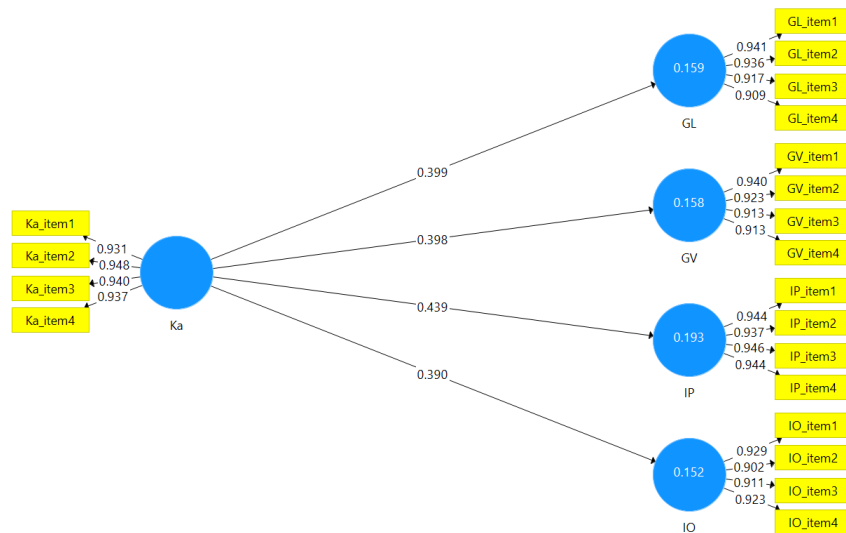 GL_item1
0.941
GL_item2
0.936
0.159
0.917
GL_item3
0.909
GL_item4
GL
0.399
GV_item1
0.940
GV_item2
0.923
0.158
0.913
GV_item3
0.913
GV_item4
GV
0.398
Ka_item1
0.931
Ka_item2
0.948
0.940
Ka_item3
0.937
Ka_item4
Ka
0.439
IP_item1
0.944
IP_item2
0.937
0.193
0.946
IP_item3
0.944
IP_item4
IP
0.390
IO_item1
0.929
IO_item2
0.902
0.152
0.911
IO_item3
0.923
IO_item4
IO